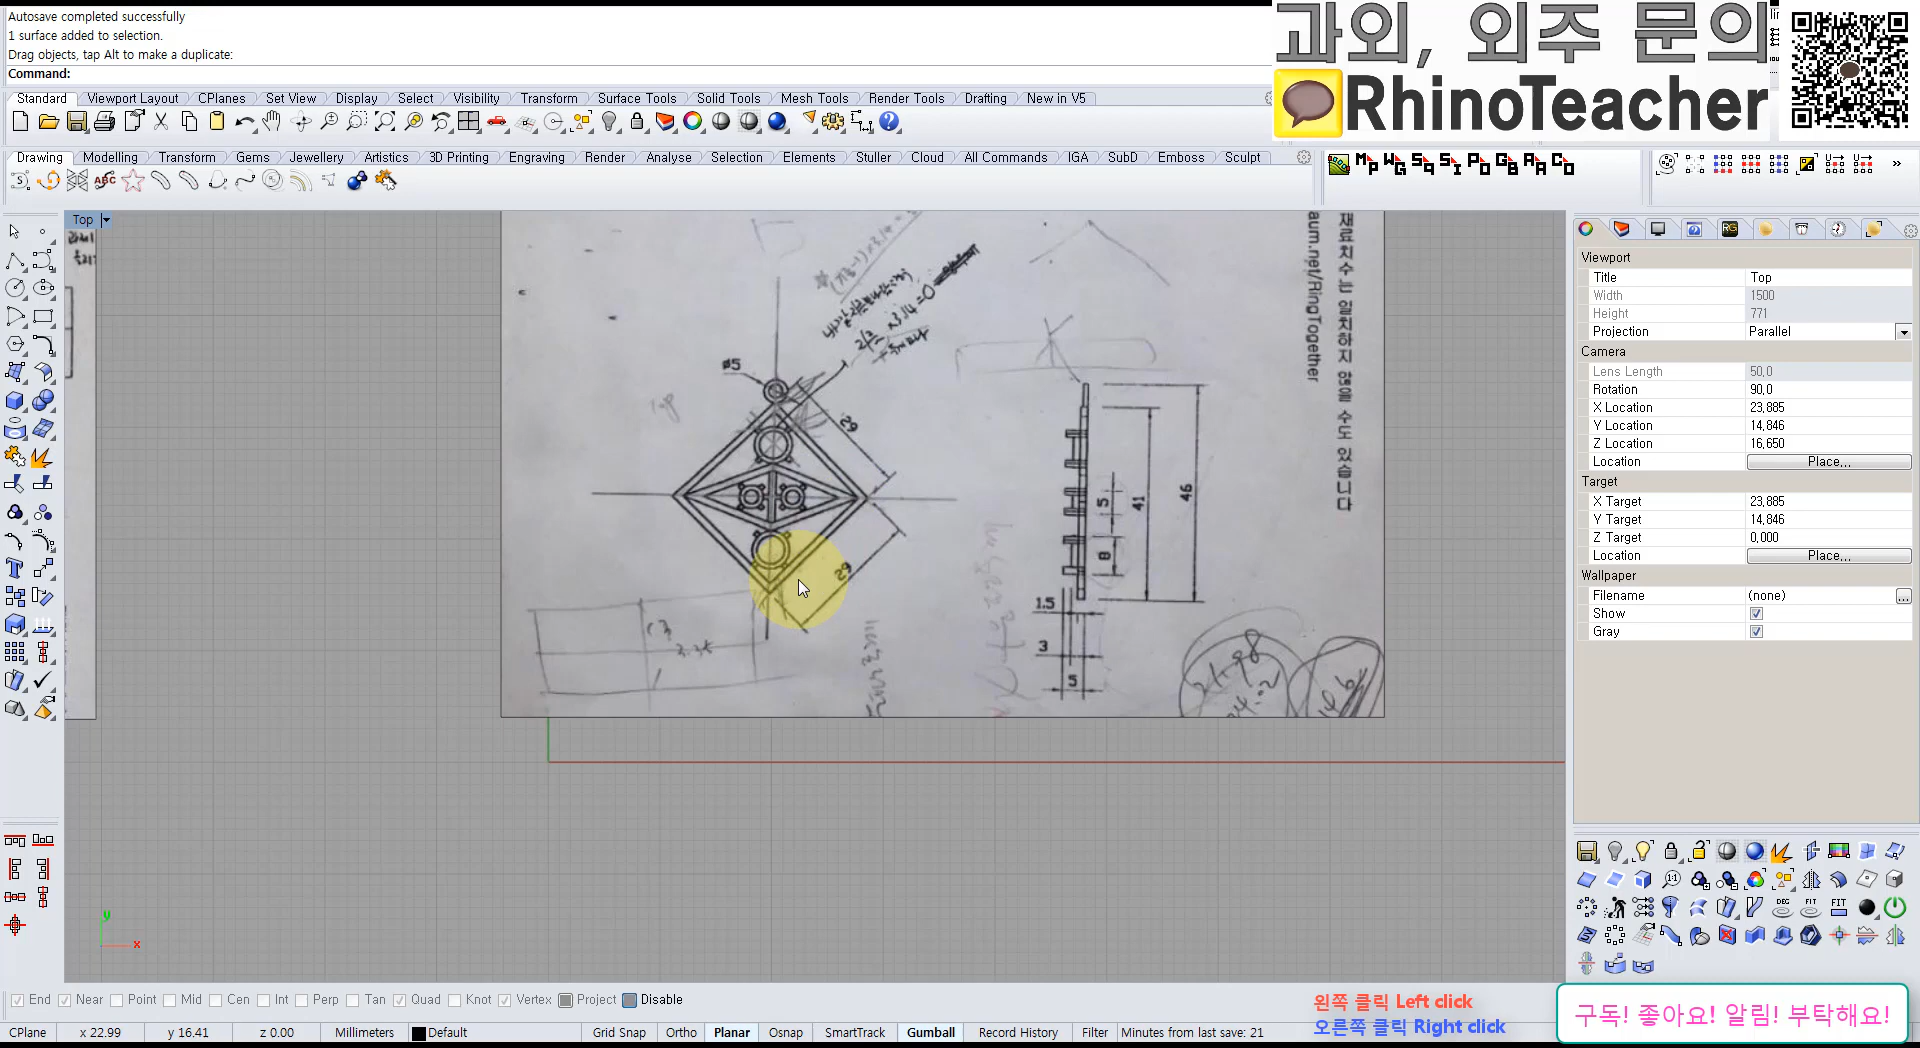 Autosave completed successfully
1 surface added to selection.
Drag objects, tap Alt to make a duplicate:
Command:
과외, 외주 문의
RhinoTeacher
Standard Viewport Layout CPlanes Set View Display Select Visibility Transform Surface Tools Solid Tools Mesh Tools Render Tools Drafting New in V5
Drawing Modelling Transform Gems Jewellery Artistics 3D Printing Engraving Render Analyse Selection Elements Stuller Cloud All Commands IGA SubD Emboss Sculpt
Top
재료치수는 일치하지 않을 수도 있습니다
aum.net/RingTogether
ø5
29
29
5
8
41
46
1.5
3
5
Viewport
Title Top
Width 1500
Height 771
Projection Parallel
Camera
Lens Length 50,0
Rotation 90,0
X Location 23,885
Y Location 14,846
Z Location 16,650
Location Place...
Target
X Target 23,885
Y Target 14,846
Z Target 0,000
Location Place...
Wallpaper
Filename (none) ...
Show
Gray
y
x
End Near Point Mid Cen Int Perp Tan Quad Knot Vertex Project Disable
왼쪽 클릭 Left click
오른쪽 클릭 Right click
구독! 좋아요! 알림! 부탁해요!
CPlane x 22.99 y 16.41 z 0.00 Millimeters Default Grid Snap Ortho Planar Osnap SmartTrack Gumball Record History Filter Minutes from last save: 21